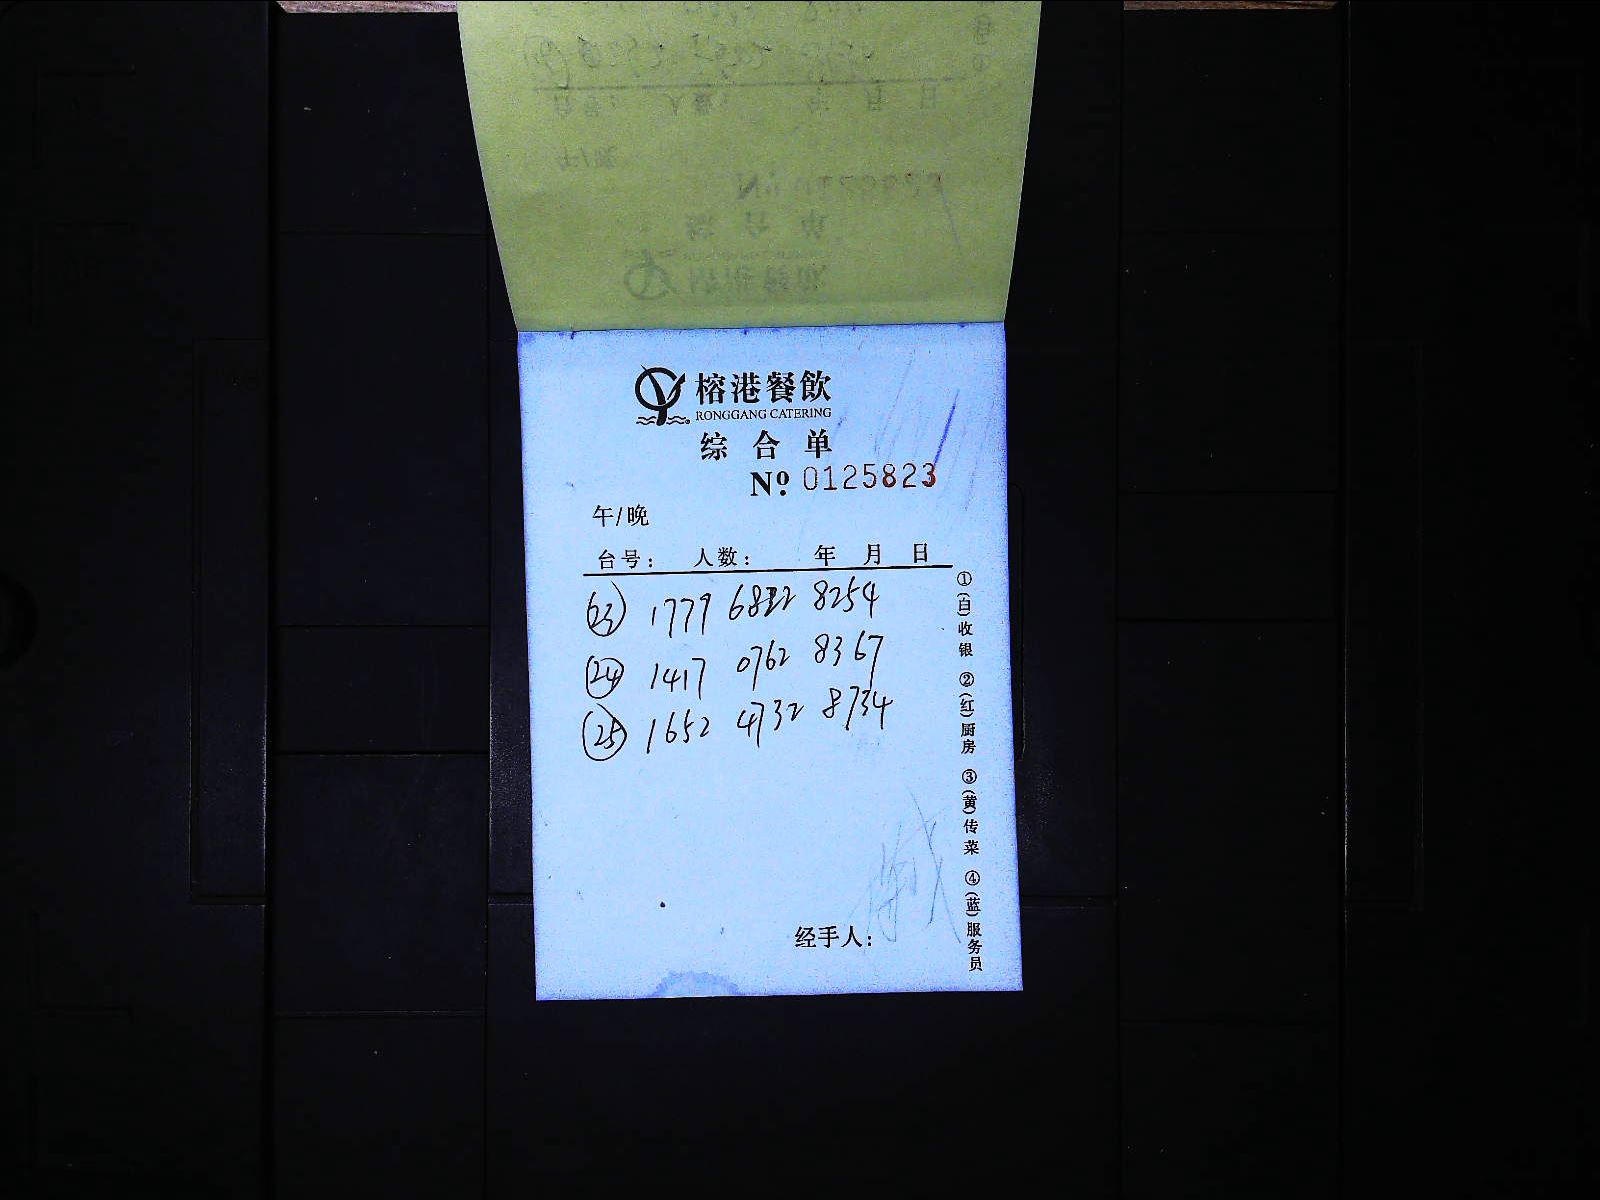 榕港餐飲
RONGGANG CATERING
综合单
Nº 0125823
午/晚
台号： 人数： 年 月 日
㉓ 1779 6822 8254
㉔ 1417 0762 8367
㉕ 1652 4732 8734
经手人：
①(白)收银 ②(红)厨房 ③(黄)传菜 ④(蓝)服务员